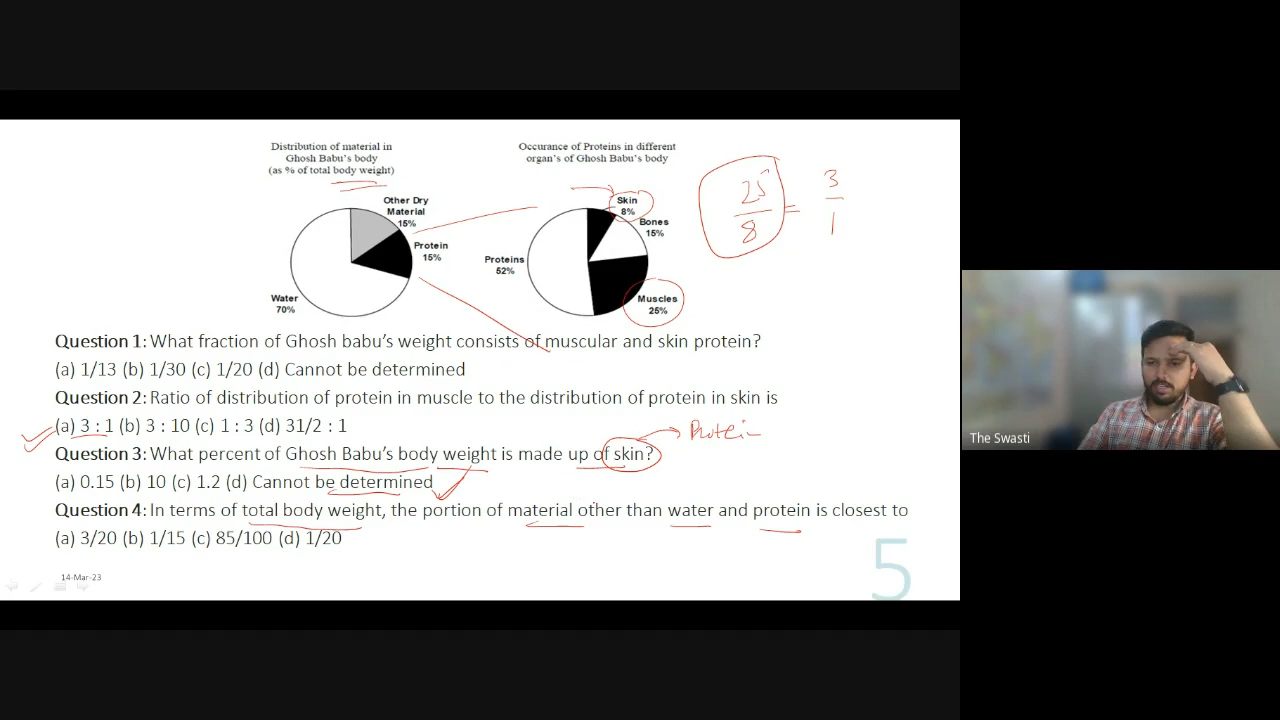 Distribution of material in
Ghosh Babu's body
(as % of total body weight)
Other Dry
Material
15%
Protein
15%
Water
70%
Occurance of Proteins in different
organ's of Ghosh Babu's body
Skin
8%
Bones
15%
Proteins
52%
Muscles
25%
25/8 = 3/1
Question 1: What fraction of Ghosh babu's weight consists of muscular and skin protein?
(a) 1/13 (b) 1/30 (c) 1/20 (d) Cannot be determined
Question 2: Ratio of distribution of protein in muscle to the distribution of protein in skin is
(a) 3 : 1 (b) 3 : 10 (c) 1 : 3 (d) 31/2 : 1
Protein
Question 3: What percent of Ghosh Babu's body weight is made up of skin?
(a) 0.15 (b) 10 (c) 1.2 (d) Cannot be determined
Question 4: In terms of total body weight, the portion of material other than water and protein is closest to
(a) 3/20 (b) 1/15 (c) 85/100 (d) 1/20
14-Mar-23
5
The Swasti